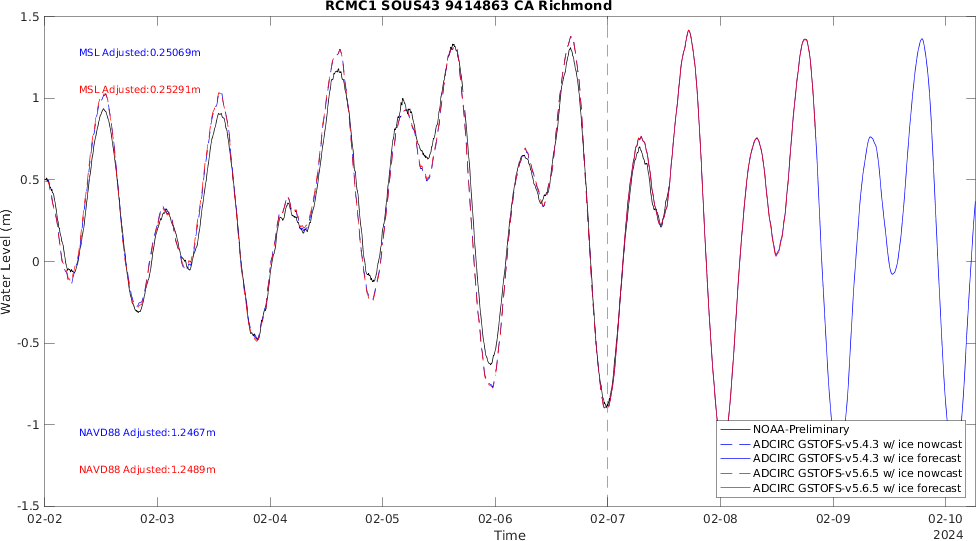 RCMC1 SOUS43 9414863 CA Richmond
1.5
MSL Adjusted:0.25069m
MSL Adjusted:0.25291m
1
0.5
0
-0.5
-1
-1.5
Water Level (m)
NAVD88 Adjusted:1.2467m
NAVD88 Adjusted:1.2489m
NOAA-Preliminary
ADCIRC GSTOFS-v5.4.3 w/ ice nowcast
ADCIRC GSTOFS-v5.4.3 w/ ice forecast
ADCIRC GSTOFS-v5.6.5 w/ ice nowcast
ADCIRC GSTOFS-v5.6.5 w/ ice forecast
02-02 02-03 02-04 02-05 02-06 02-07 02-08 02-09 02-10
2024
Time